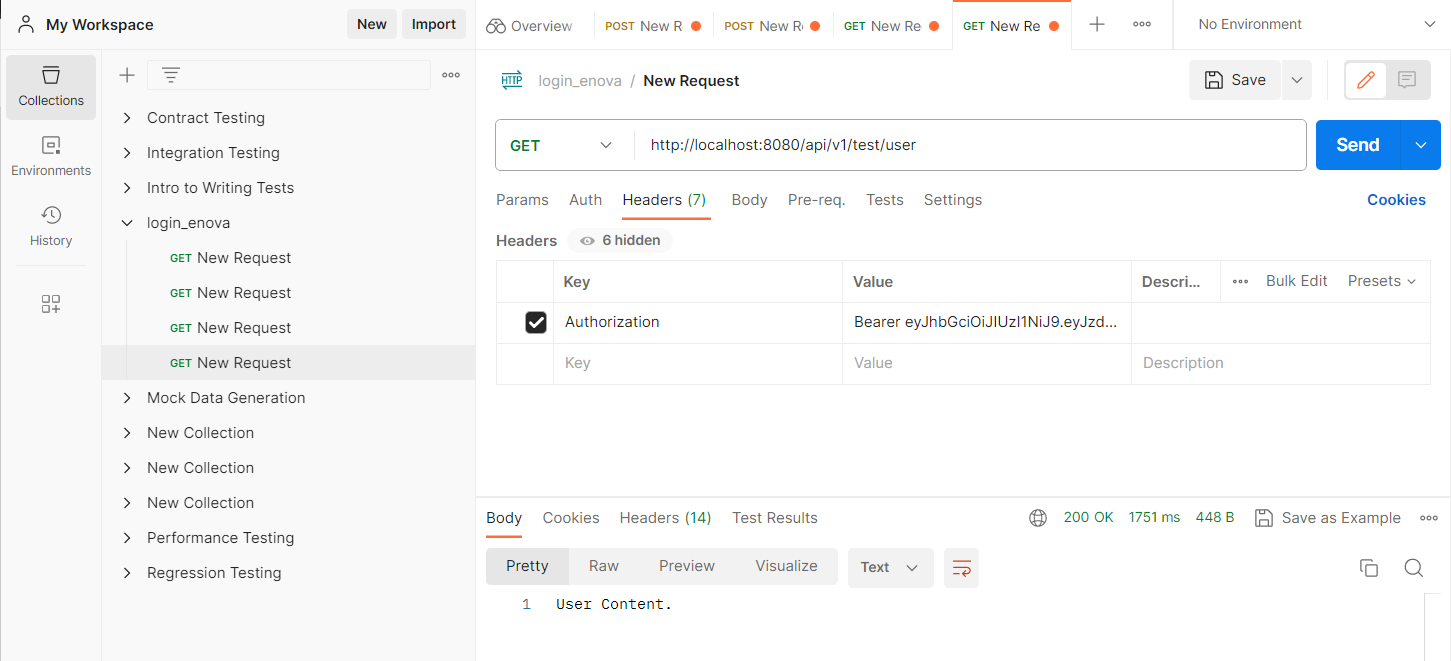 My Workspace New Import
Overview POST New R POST New R GET New Re GET New Re No Environment
Collections
Environments
History
Contract Testing
Integration Testing
Intro to Writing Tests
login_enova
GET New Request
GET New Request
GET New Request
GET New Request
Mock Data Generation
New Collection
New Collection
New Collection
Performance Testing
Regression Testing
HTTP login_enova / New Request Save
GET http://localhost:8080/api/v1/test/user Send
Params Auth Headers (7) Body Pre-req. Tests Settings Cookies
Headers 6 hidden
Key Value Descri... Bulk Edit Presets
Authorization Bearer eyJhbGciOiJIUzI1NiJ9.eyJzd...
Key Value Description
Body Cookies Headers (14) Test Results 200 OK 1751 ms 448 B Save as Example
Pretty Raw Preview Visualize Text
1 User Content.